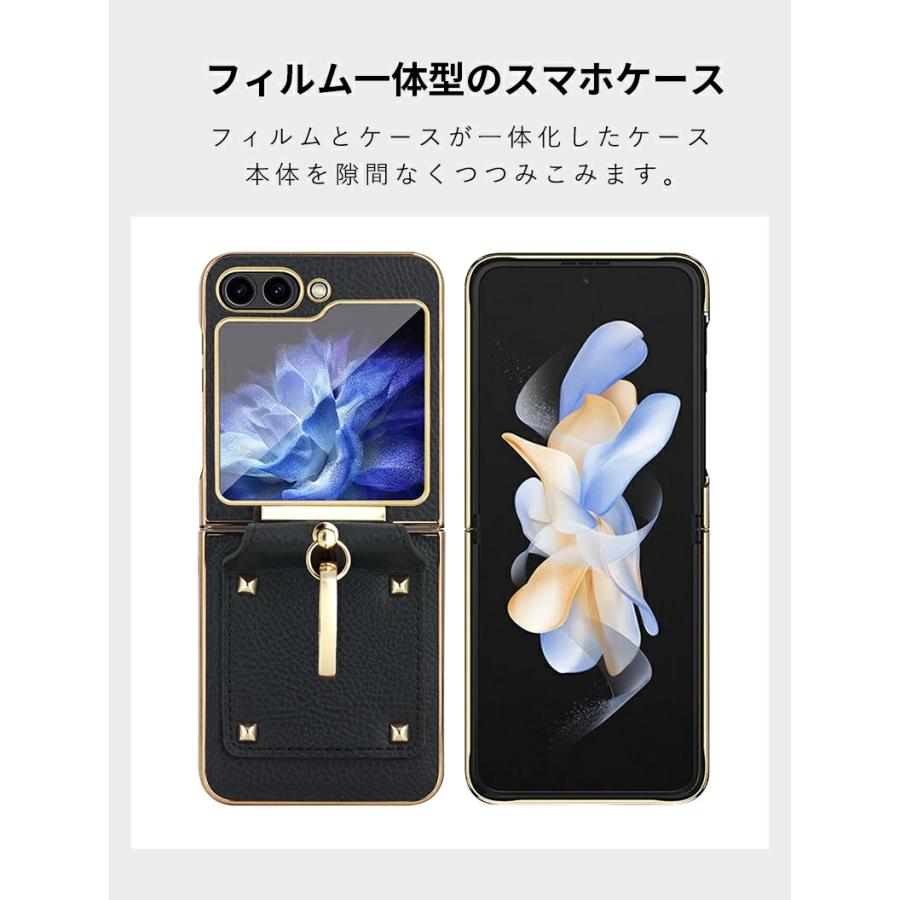 フィルム一体型のスマホケース
フィルムとケースが一体化したケース
本体を隙間なくつつみこみます。